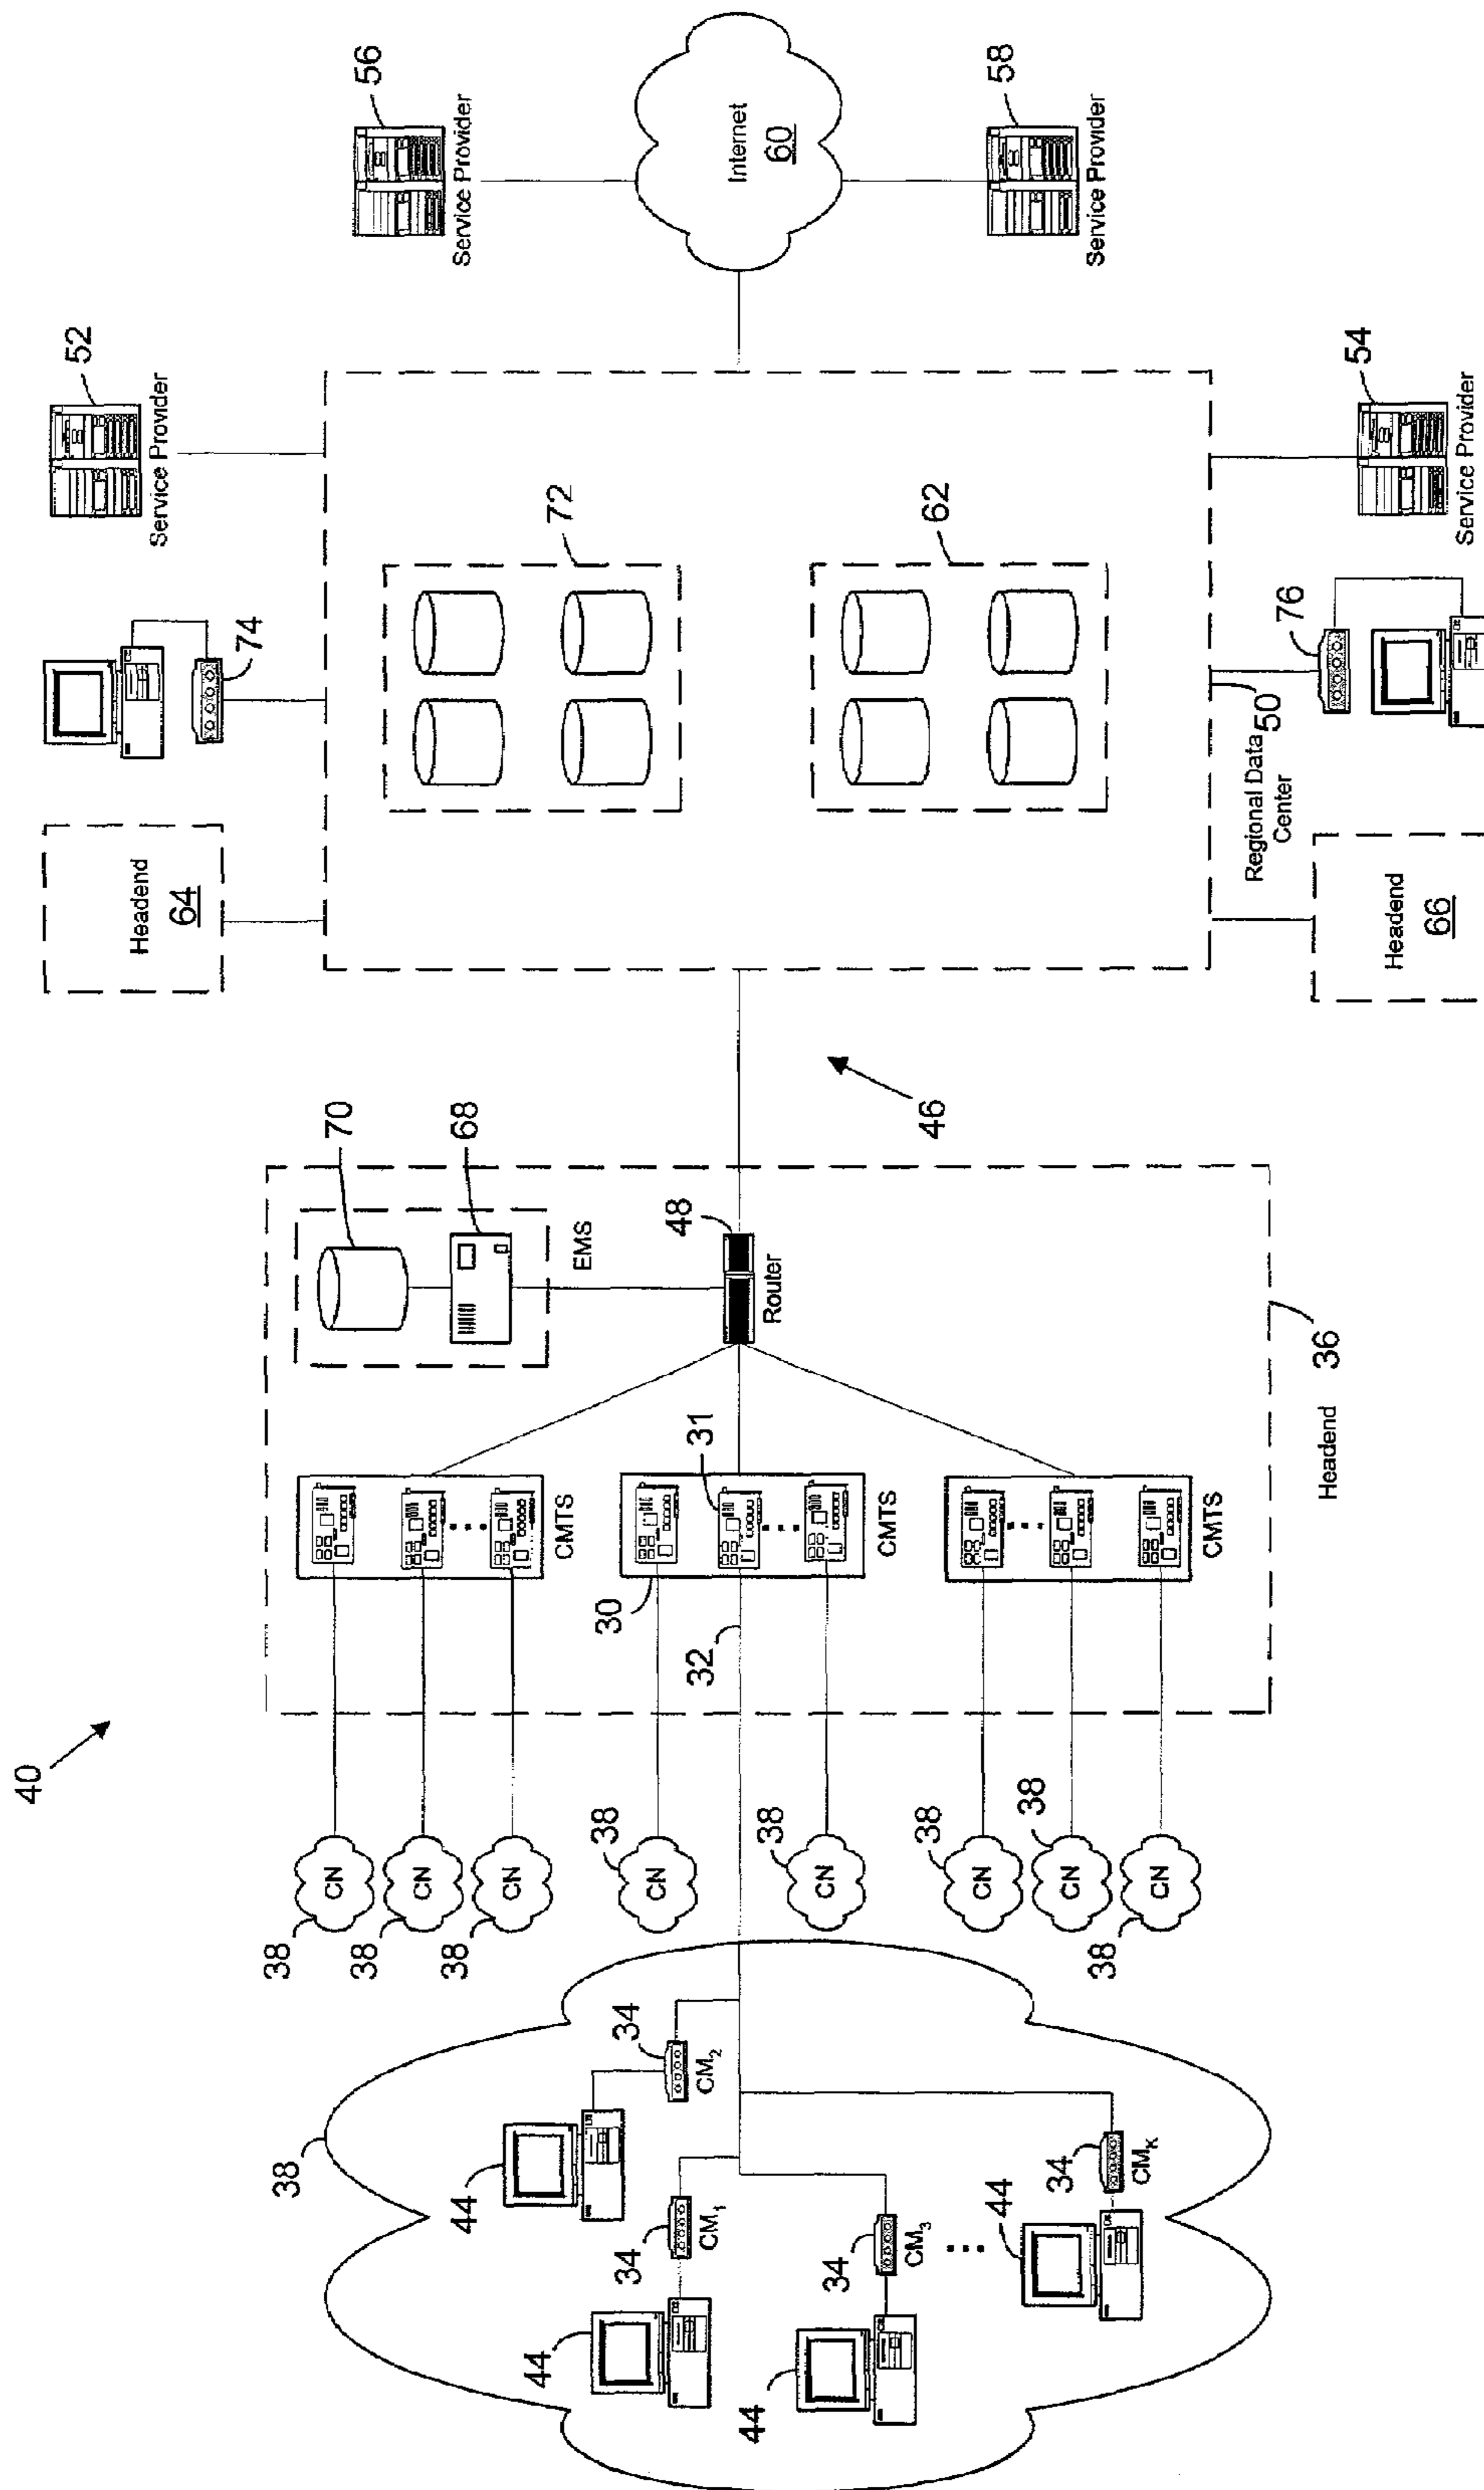 40
38
44
34
CM2
44
34
CM1
44
34
CM3
44
34
CMK
38
CN
38
CN
38
CN
38
CN
38
CN
38
CN
38
CN
38
CN
32
30
31
CMTS
CMTS
CMTS
70
68
EMS
48
Router
Headend
36
46
Headend
64
74
52
Service Provider
72
62
Regional Data
Center
50
Headend
66
76
54
Service Provider
56
Service Provider
Internet
60
58
Service Provider